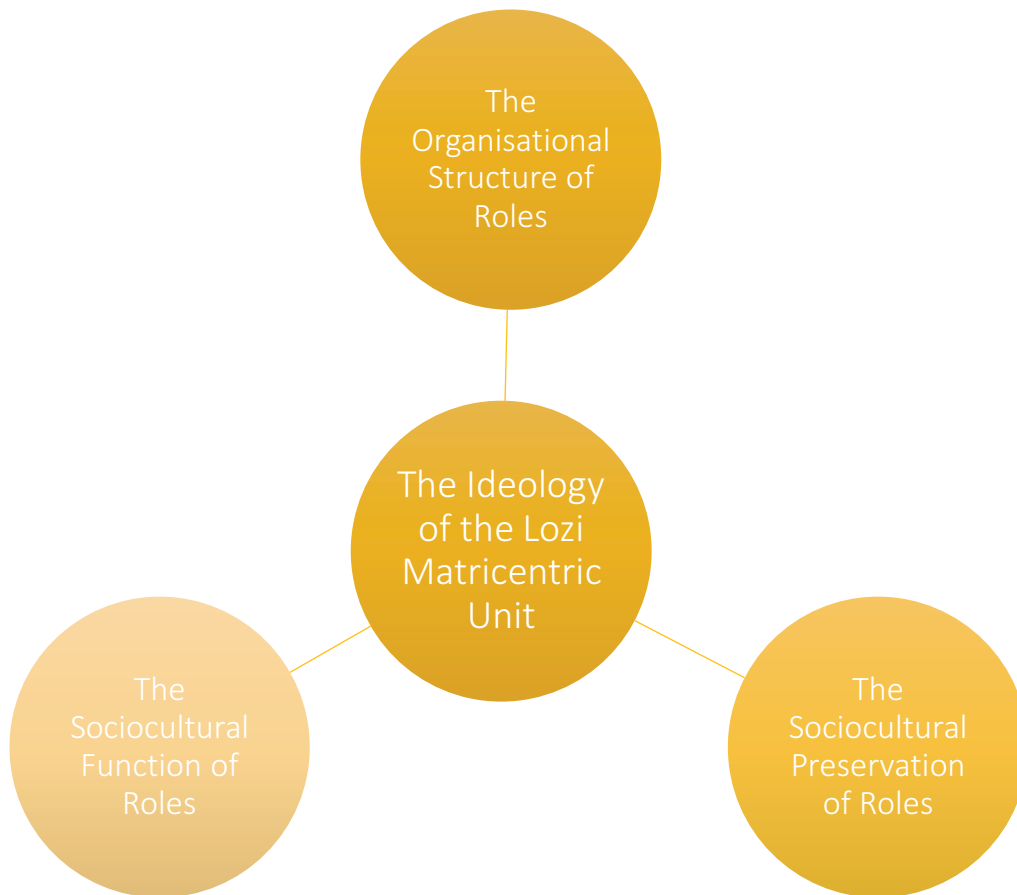 The
Organisational
Structure of
Roles
The Ideology
of the Lozi
Matricentric
Unit
The
Sociocultural
Function of
Roles
The
Sociocultural
Preservation
of Roles